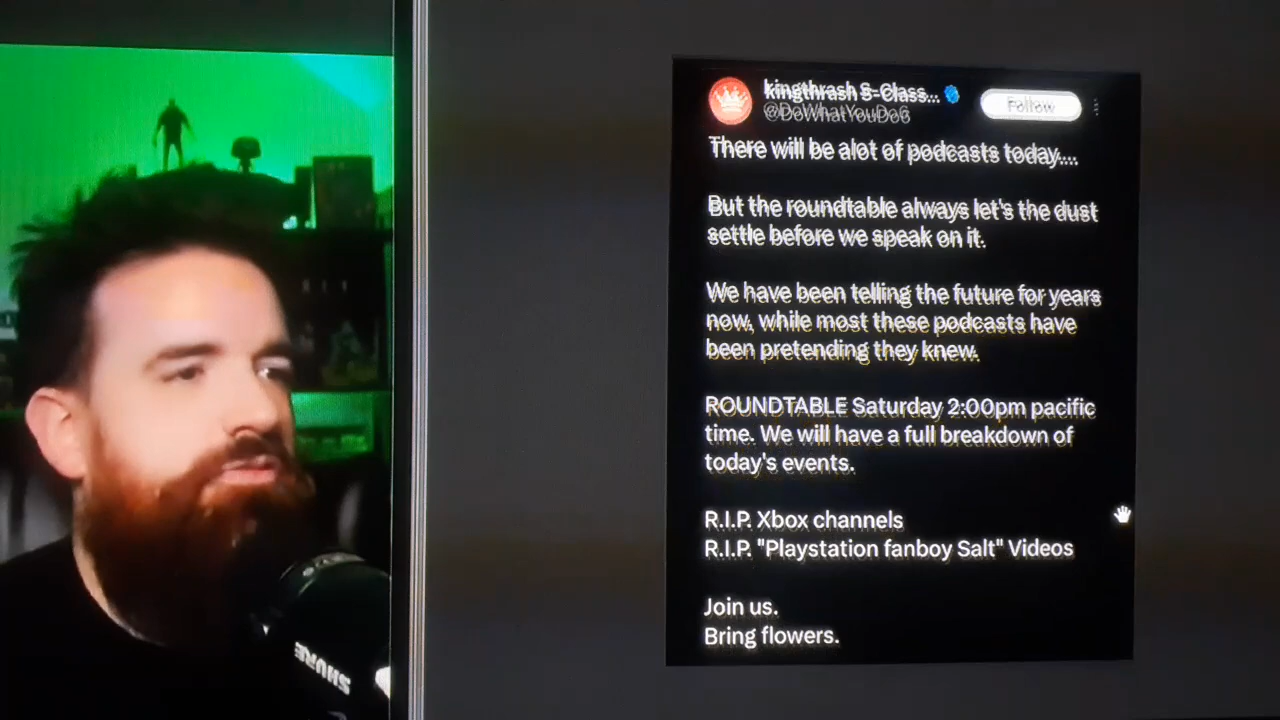 kingthrash S-Class...
Follow
@DoWhatYouDo6
There will be alot of podcasts today....
But the roundtable always let's the dust
settle before we speak on it.
We have been telling the future for years
now, while most these podcasts have
been pretending they knew.
ROUNDTABLE Saturday 2:00pm pacific
time. We will have a full breakdown of
today's events.
R.I.P. Xbox channels
R.I.P. "Playstation fanboy Salt" Videos
Join us.
Bring flowers.
SHURE